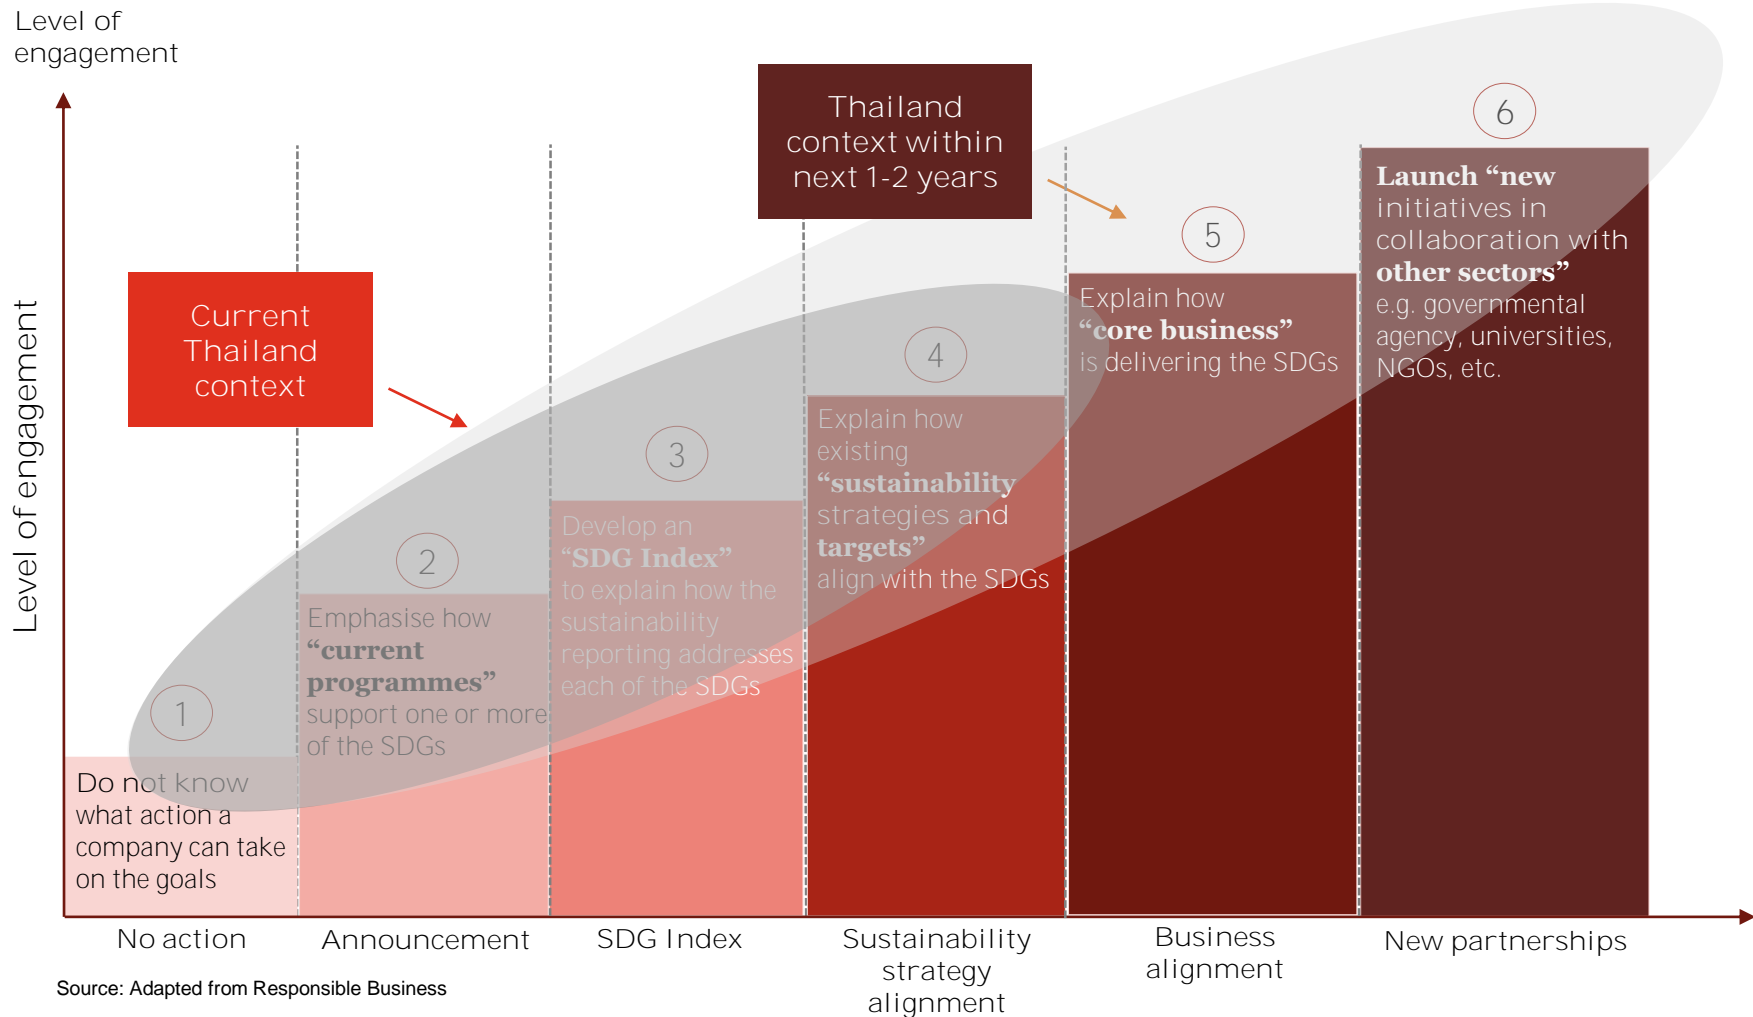 Level of
engagement
Level of engagement
Current
Thailand
context
Thailand
context within
next 1-2 years
1
Do not know
what action a
company can take
on the goals
2
Emphasise how
“current
programmes”
support one or more
of the SDGs
3
Develop an
“SDG Index”
to explain how the
sustainability
reporting addresses
each of the SDGs
4
Explain how
existing
“sustainability
strategies and
targets”
align with the SDGs
5
Explain how
“core business”
is delivering the SDGs
6
Launch “new
initiatives in
collaboration with
other sectors”
e.g. governmental
agency, universities,
NGOs, etc.
No action
Announcement
SDG Index
Sustainability
strategy
alignment
Business
alignment
New partnerships
Source: Adapted from Responsible Business